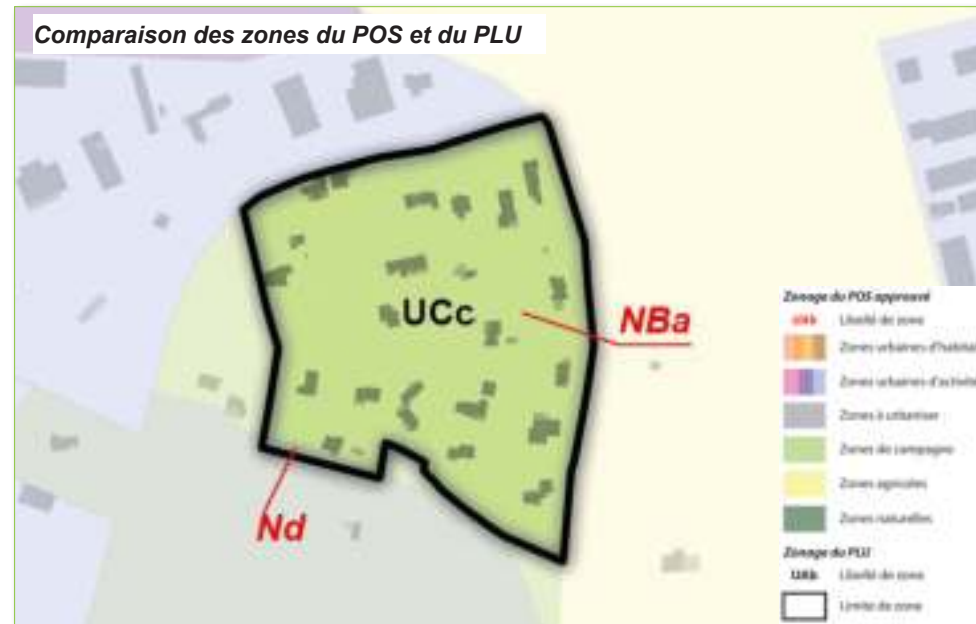 Comparaison des zones du POS et du PLU
UCc
NBa
Nd
Zonage du POS approuvé
UAb Libellé de zone
Zones urbaines d'habitat
Zones urbaines d'activité
Zones à urbaniser
Zones de campagne
Zones agricoles
Zones naturelles
Zonage du PLU
UAb Libellé de zone
Limite de zone